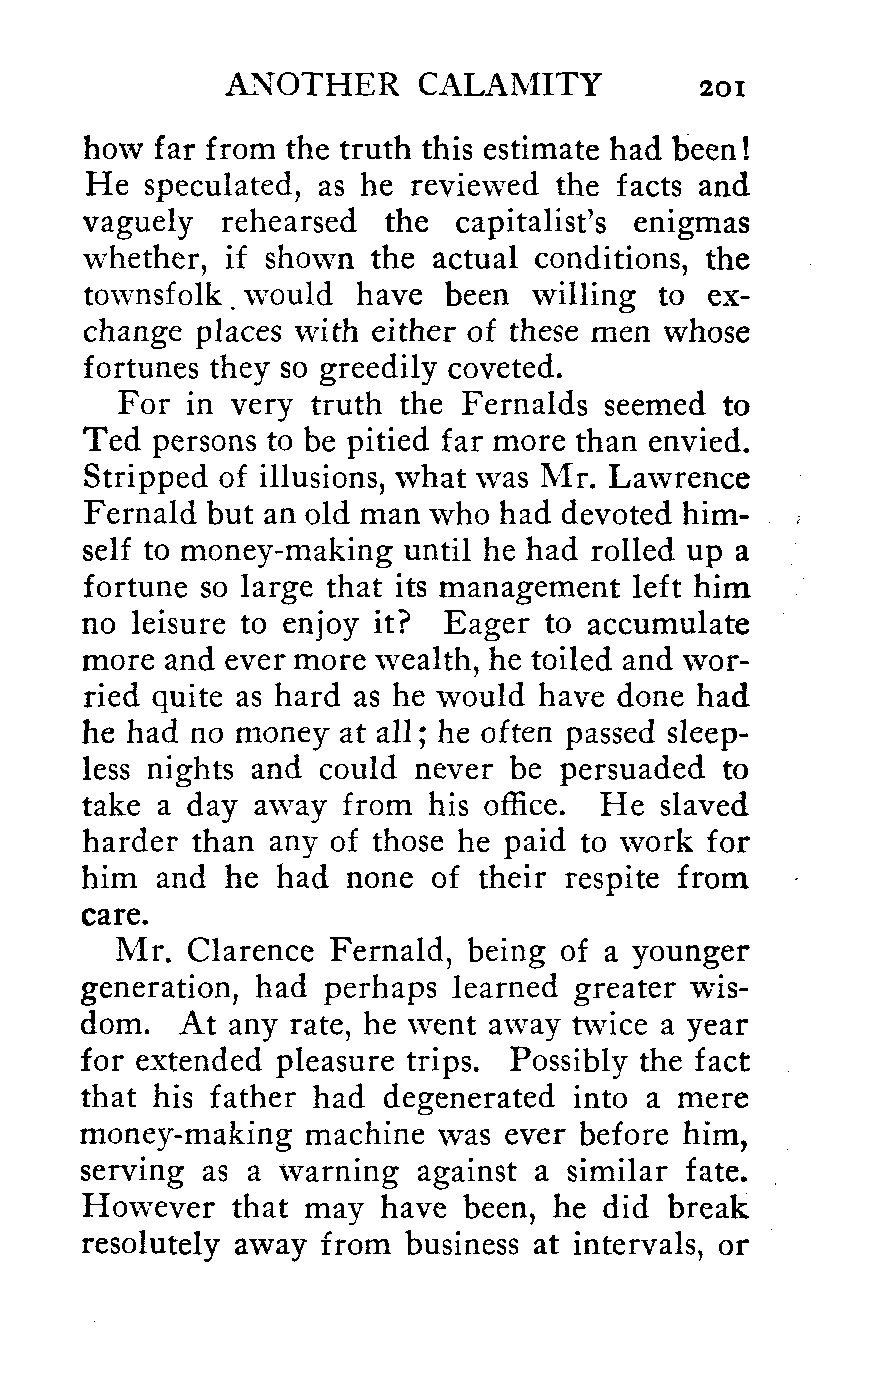 ANOTHER CALAMITY 201
how far from the truth this estimate had been!
He speculated, as he reviewed the facts and
vaguely rehearsed the capitalist's enigmas
whether, if shown the actual conditions, the
townsfolk would have been willing to ex-
change places with either of these men whose
fortunes they so greedily coveted.
For in very truth the Fernalds seemed to
Ted persons to be pitied far more than envied.
Stripped of illusions, what was Mr. Lawrence
Fernald but an old man who had devoted him-
self to money-making until he had rolled up a
fortune so large that its management left him
no leisure to enjoy it? Eager to accumulate
more and ever more wealth, he toiled and wor-
ried quite as hard as he would have done had
he had no money at all; he often passed sleep-
less nights and could never be persuaded to
take a day away from his office. He slaved
harder than any of those he paid to work for
him and he had none of their respite from
care.
Mr. Clarence Fernald, being of a younger
generation, had perhaps learned greater wis-
dom. At any rate, he went away twice a year
for extended pleasure trips. Possibly the fact
that his father had degenerated into a mere
money-making machine was ever before him,
serving as a warning against a similar fate.
However that may have been, he did break
resolutely away from business at intervals, or